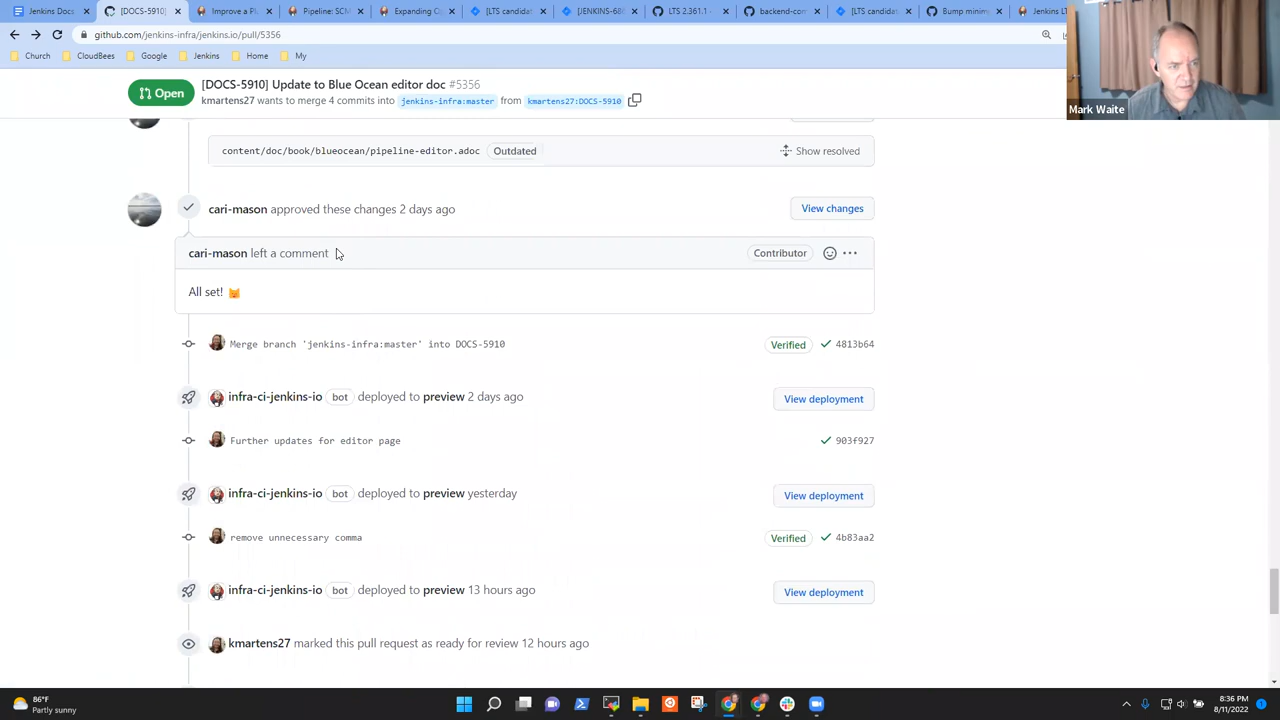 Jenkins Docs
[DOCS-5910]
Improve a Pl
Pipeline: SCM
Expanding Co
[LTS candidat
[JENKINS-68
LTS 2.361.1
backend-com
[LTS candidat
Bump minim
Jenkins LT
github.com/jenkins-infra/jenkins.io/pull/5356
Church
CloudBees
Google
Jenkins
Home
My
Mark Waite
Open
[DOCS-5910] Update to Blue Ocean editor doc #5356
kmartens27 wants to merge 4 commits into jenkins-infra:master from kmartens27:DOCS-5910
content/doc/book/blueocean/pipeline-editor.adoc Outdated Show resolved
cari-mason approved these changes 2 days ago View changes
cari-mason left a comment Contributor
All set!
Merge branch 'jenkins-infra:master' into DOCS-5910 Verified 4813b64
infra-ci-jenkins-io bot deployed to preview 2 days ago View deployment
Further updates for editor page 903f927
infra-ci-jenkins-io bot deployed to preview yesterday View deployment
remove unnecessary comma Verified 4b83aa2
infra-ci-jenkins-io bot deployed to preview 13 hours ago View deployment
kmartens27 marked this pull request as ready for review 12 hours ago
86°F
Partly sunny
8:36 PM
8/11/2022